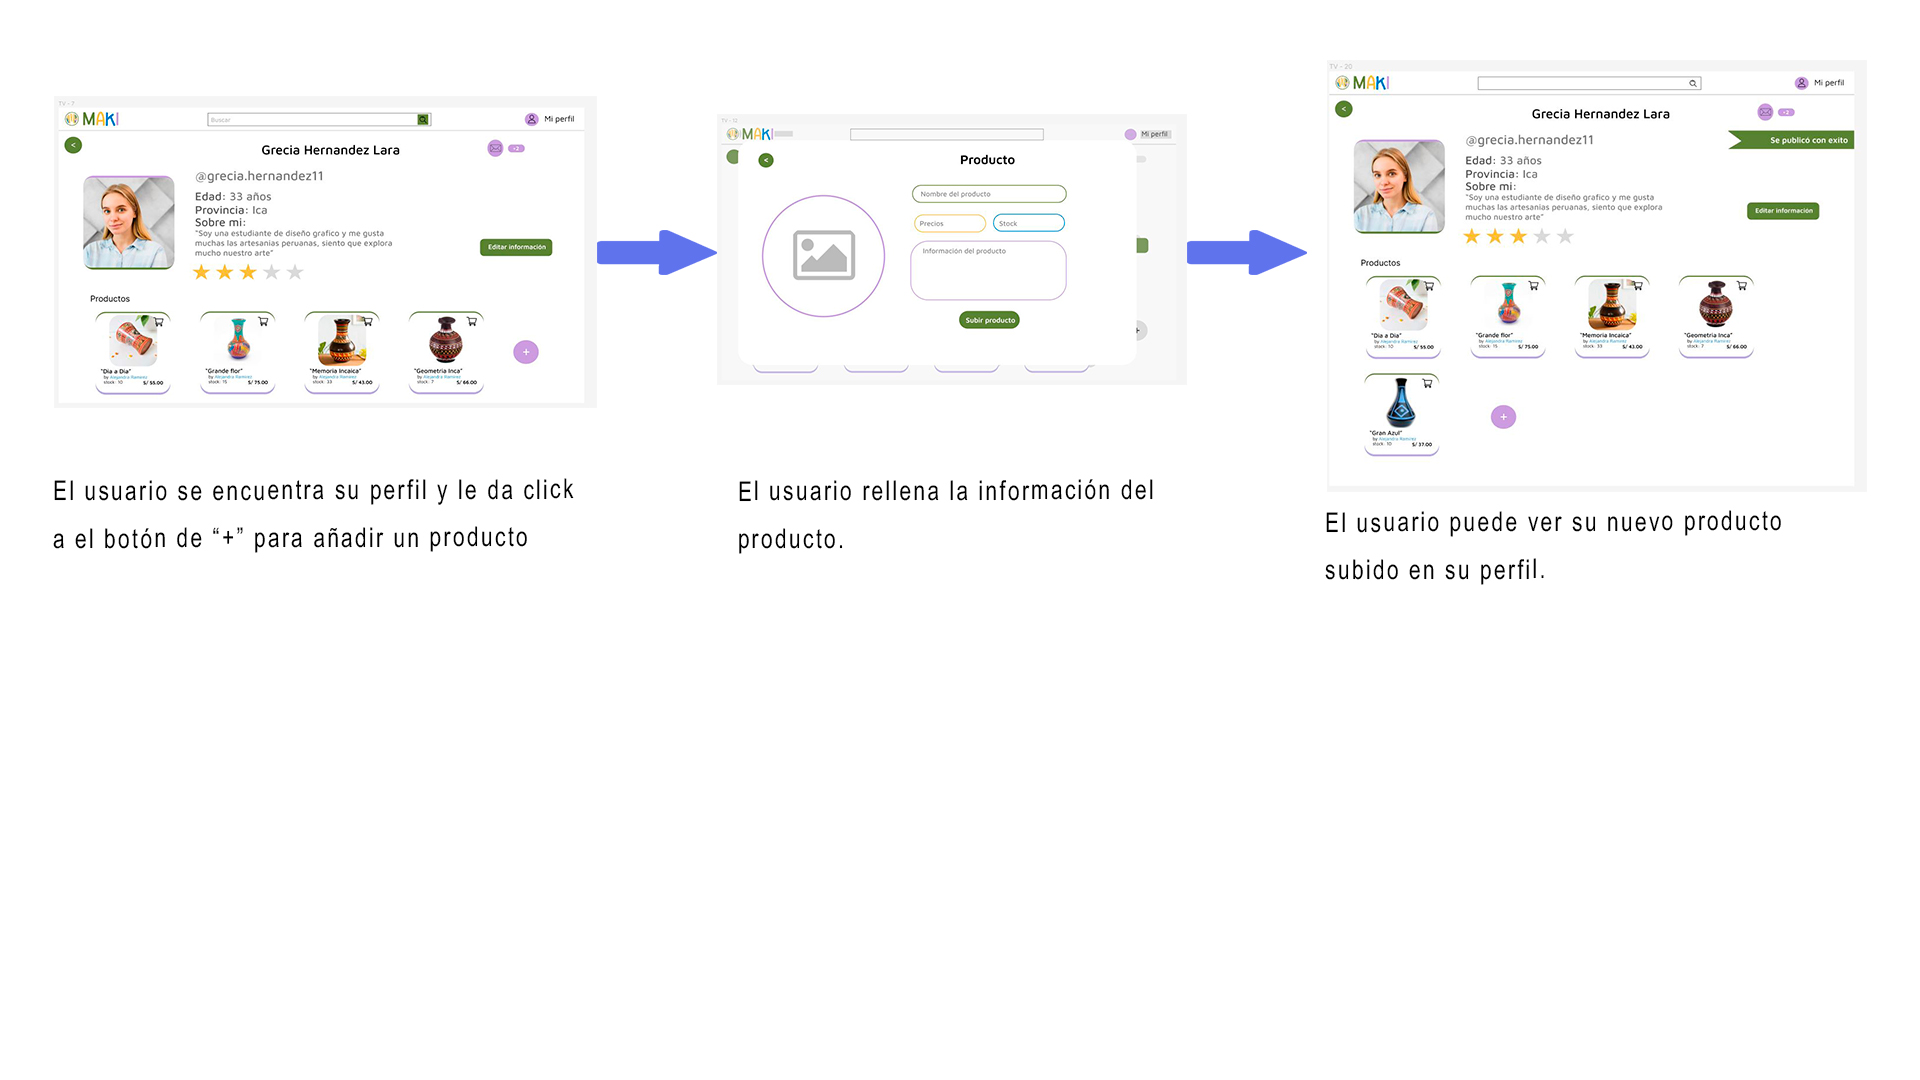 TV - 7
MAKI
Buscar
Mi perfil
<
Grecia Hernandez Lara
+2
@grecia.hernandez11
Edad: 33 años
Provincia: Ica
Sobre mi:
"Soy una estudiante de diseño grafico y me gusta
muchas las artesanias peruanas, siento que explora
mucho nuestro arte"
Editar información
Productos
"Dia a Dia"
by Alejandra Ramirez
stock: 10 S/ 55.00
"Grande flor"
by Alejandra Ramirez
stock: 15 S/ 75.00
"Memoria Incaica"
by Alejandra Ramirez
stock: 33 S/ 43.00
"Geometria Inca"
by Alejandra Ramirez
stock: 7 S/ 66.00
+
El usuario se encuentra su perfil y le da click
a el botón de “+” para añadir un producto
TV - 12
MAKI
Mi perfil
<
Producto
Nombre del producto
Precios
Stock
Información del producto
Subir producto
+
El usuario rellena la información del
producto.
TV - 20
MAKI
Mi perfil
<
Grecia Hernandez Lara
+2
Se publicó con exito
@grecia.hernandez11
Edad: 33 años
Provincia: Ica
Sobre mi:
"Soy una estudiante de diseño grafico y me gusta
muchas las artesanias peruanas, siento que explora
mucho nuestro arte"
Editar información
Productos
"Dia a Dia"
by Alejandra Ramirez
stock: 10 S/ 55.00
"Grande flor"
by Alejandra Ramirez
stock: 15 S/ 75.00
"Memoria Incaica"
by Alejandra Ramirez
stock: 33 S/ 43.00
"Geometria Inca"
by Alejandra Ramirez
stock: 7 S/ 66.00
"Gran Azul"
by Alejandra Ramirez
stock: 10 S/ 37.00
+
El usuario puede ver su nuevo producto
subido en su perfil.